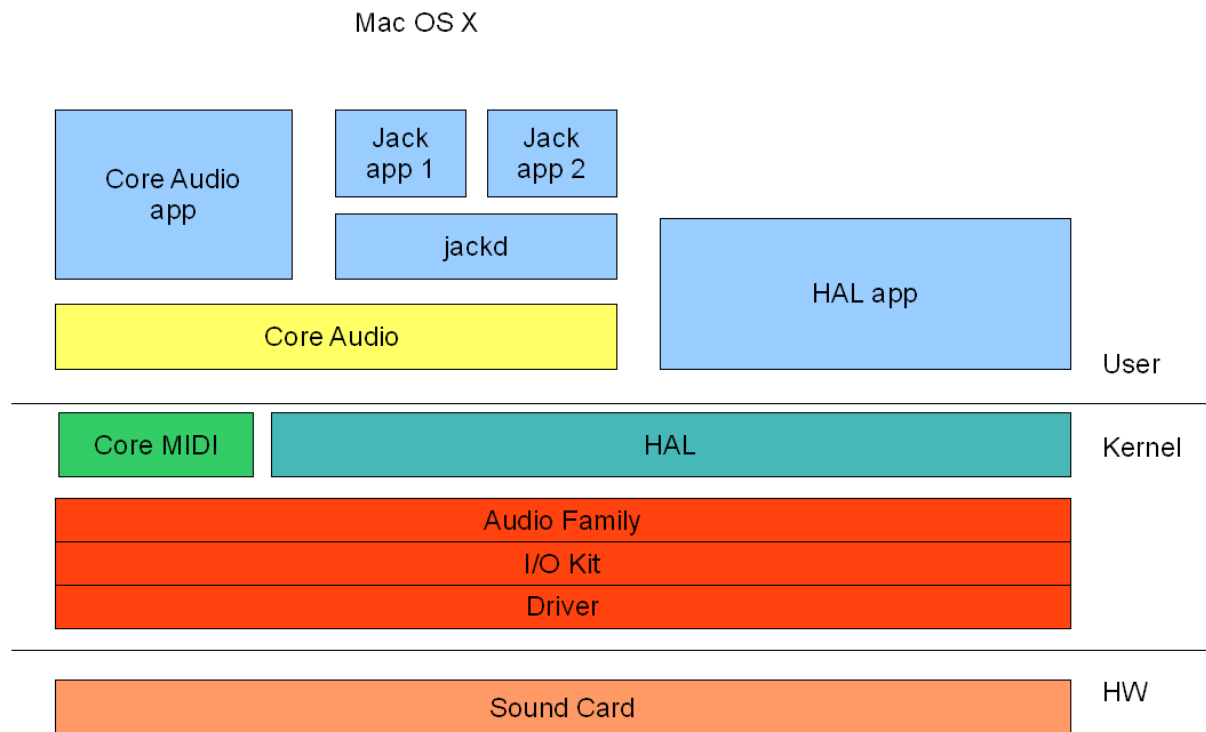 Mac OS X
Core Audio
app
Jack
app 1
Jack
app 2
jackd
HAL app
Core Audio
User
Core MIDI
HAL
Kernel
Audio Family
I/O Kit
Driver
HW
Sound Card